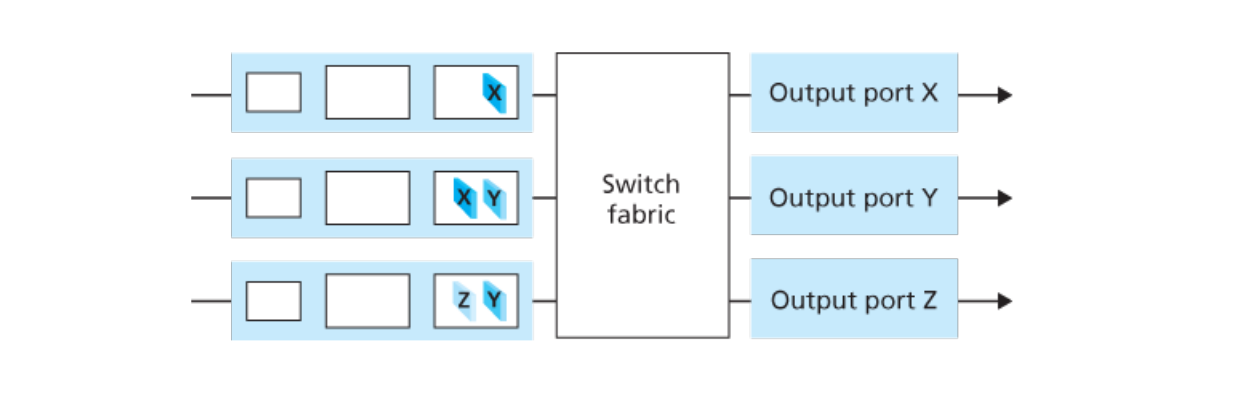 X
Output port X
X Y
Switch
fabric
Output port Y
Z Y
Output port Z